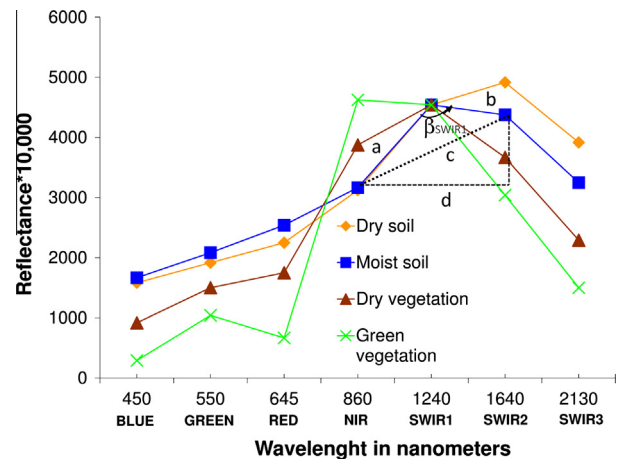 6000
5000
4000
3000
2000
1000
0
Reflectance*10,000
a
b
βSWIR1
c
d
Dry soil
Moist soil
Dry vegetation
Green
vegetation
450 550 645 860 1240 1640 2130
BLUE GREEN RED NIR SWIR1 SWIR2 SWIR3
Wavelenght in nanometers